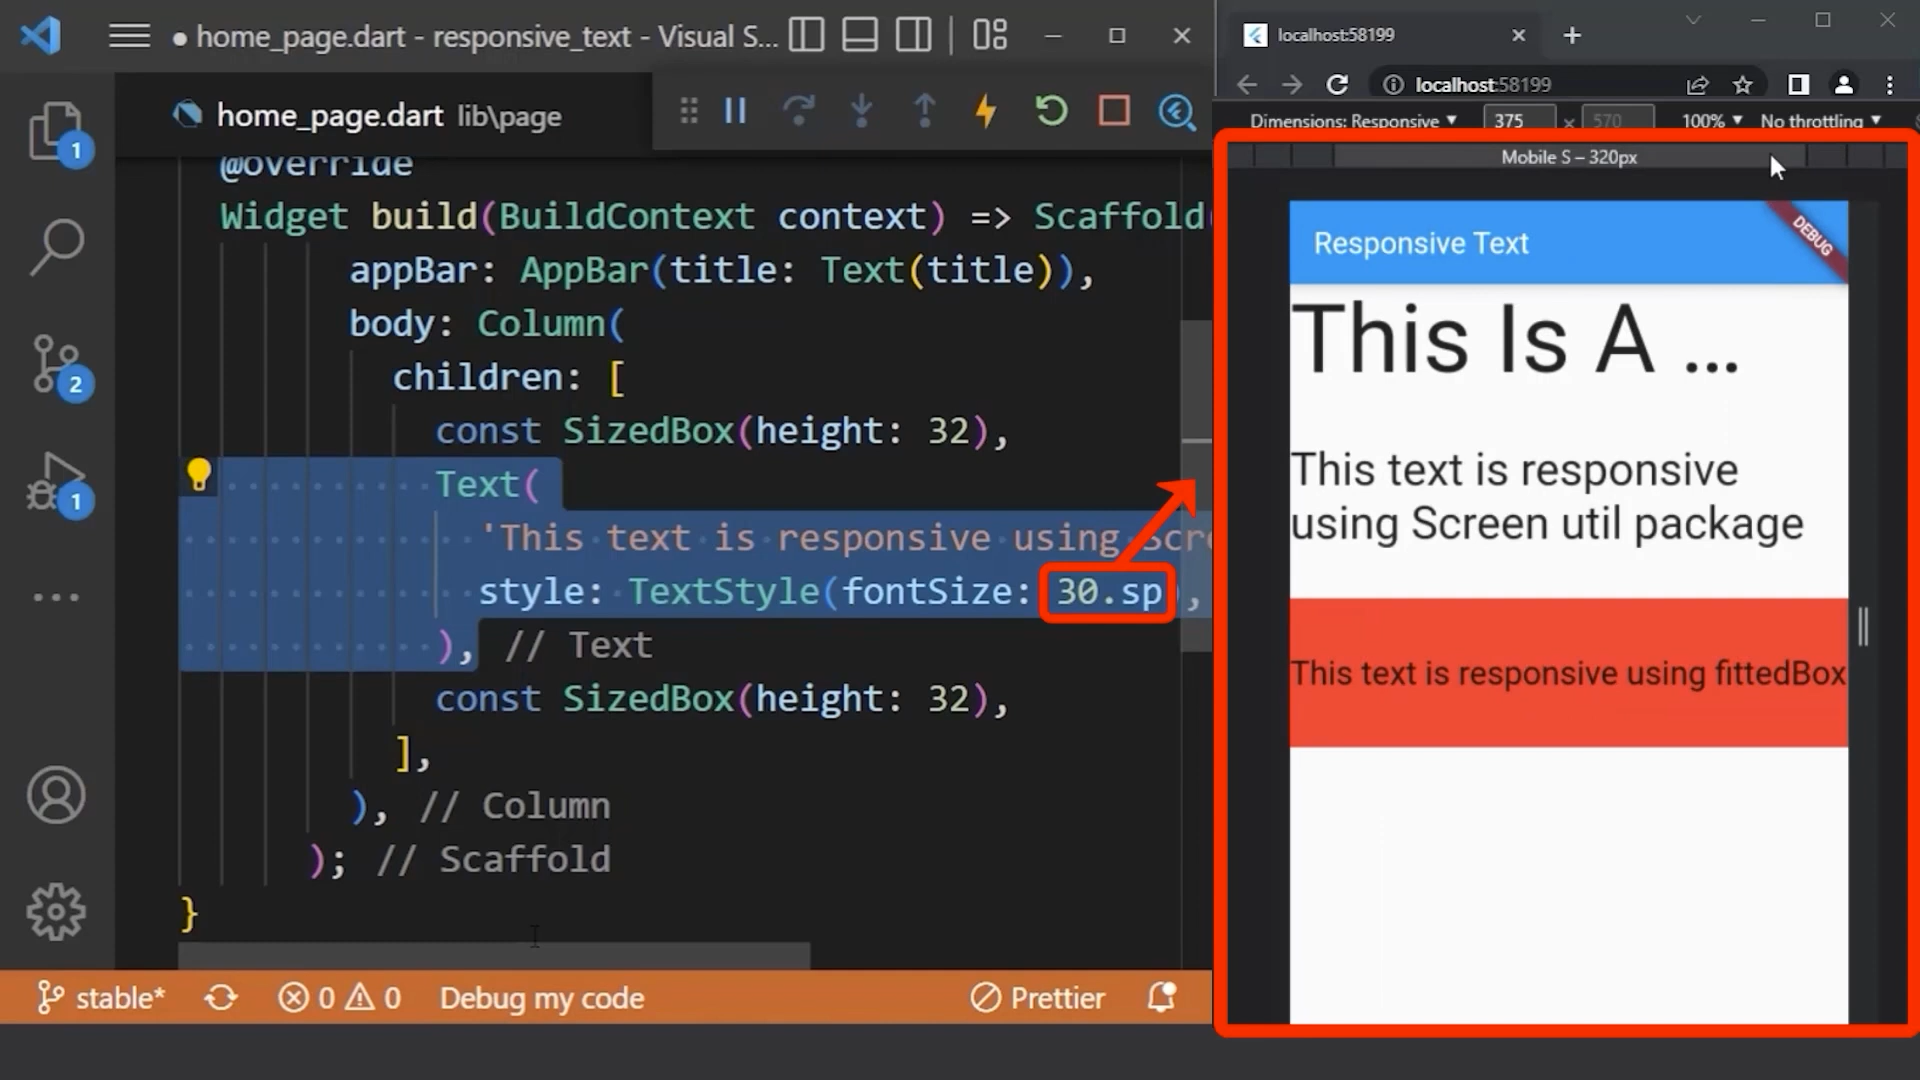 ● home_page.dart - responsive_text - Visual S...
home_page.dart lib\page
@override
Widget build(BuildContext context) => Scaffold(
appBar: AppBar(title: Text(title)),
body: Column(
children: [
const SizedBox(height: 32),
Text(
'This text is responsive using Scre
style: TextStyle(fontSize: 30.sp),
), // Text
const SizedBox(height: 32),
],
), // Column
); // Scaffold
}
1
2
1
stable* 0 0 Debug my code Prettier
localhost:58199
localhost:58199
Dimensions: Responsive 375 × 570 100% No throttling
Mobile S – 320px
Responsive Text
DEBUG
This Is A ...
This text is responsive
using Screen util package
This text is responsive using fittedBox